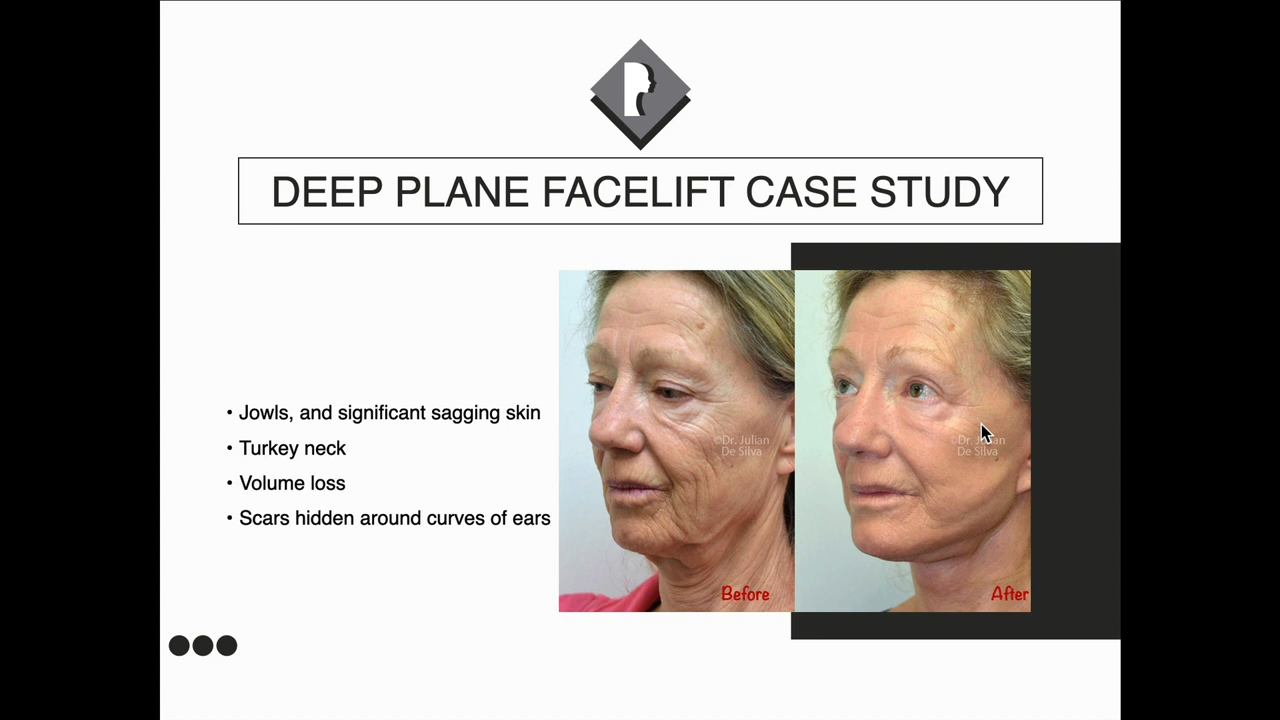 DEEP PLANE FACELIFT CASE STUDY
• Jowls, and significant sagging skin
• Turkey neck
• Volume loss
• Scars hidden around curves of ears
©Dr. Julian
De Silva
Before
©Dr. Julian
De Silva
After